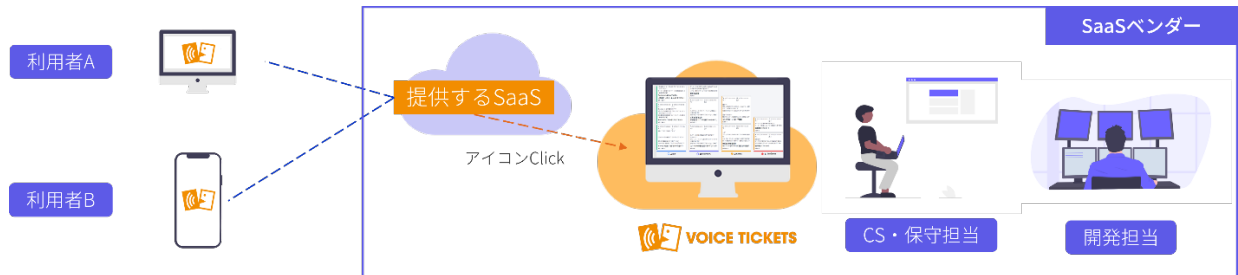 SaaSベンダー
利用者A
提供するSaaS
アイコンClick
利用者B
VOICE TICKETS
CS・保守担当
開発担当